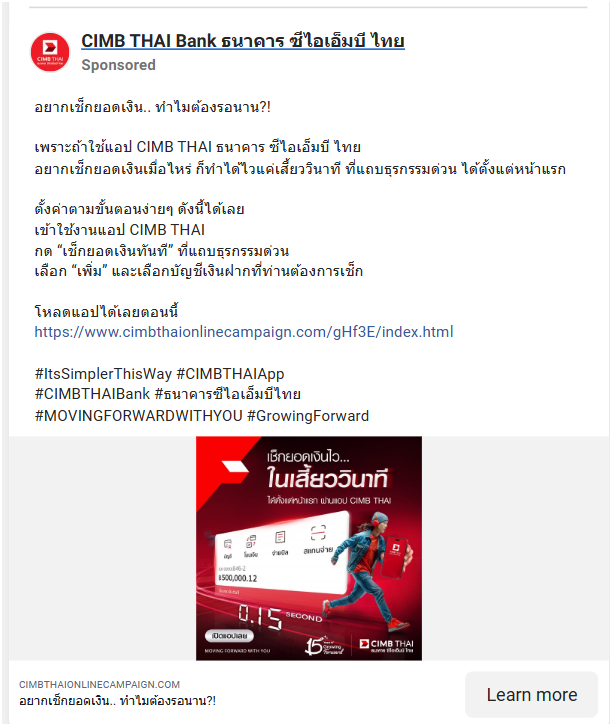 CIMB THAI Bank ธนาคาร ซีไอเอ็มบี ไทย
Sponsored
อยากเช็กยอดเงิน.. ทำไมต้องรอนาน?!
เพราะถ้าใช้แอป CIMB THAI ธนาคาร ซีไอเอ็มบี ไทย
อยากเช็กยอดเงินเมื่อไหร่ ก็ทำได้ไวแค่เสี้ยววินาที ที่แถบธุรกรรมด่วน ได้ตั้งแต่หน้าแรก
ตั้งค่าตามขั้นตอนง่ายๆ ดังนี้ได้เลย
เข้าใช้งานแอป CIMB THAI
กด “เช็กยอดเงินทันที” ที่แถบธุรกรรมด่วน
เลือก “เพิ่ม” และเลือกบัญชีเงินฝากที่ท่านต้องการเช็ก
โหลดแอปได้เลยตอนนี้
https://www.cimbthaionlinecampaign.com/gHf3E/index.html
#ItsSimplerThisWay #CIMBTHAIApp
#CIMBTHAIBank #ธนาคารซีไอเอ็มบีไทย
#MOVINGFORWARDWITHYOU #GrowingForward
เช็กยอดเงินไว...
ในเสี้ยววินาที
ได้ตั้งแต่หน้าแรก ผ่านแอป CIMB THAI
บัญชี โอนเงิน จ่ายบิล สแกนจ่าย
฿500,000.12
0.15 SECOND
เปิดแอปเลย
MOVING FORWARD WITH YOU
15 Years of Growing Forward
CIMB THAI
ธนาคาร ซีไอเอ็มบี ไทย
CIMBTHAIONLINECAMPAIGN.COM
อยากเช็กยอดเงิน.. ทำไมต้องรอนาน?!
Learn more